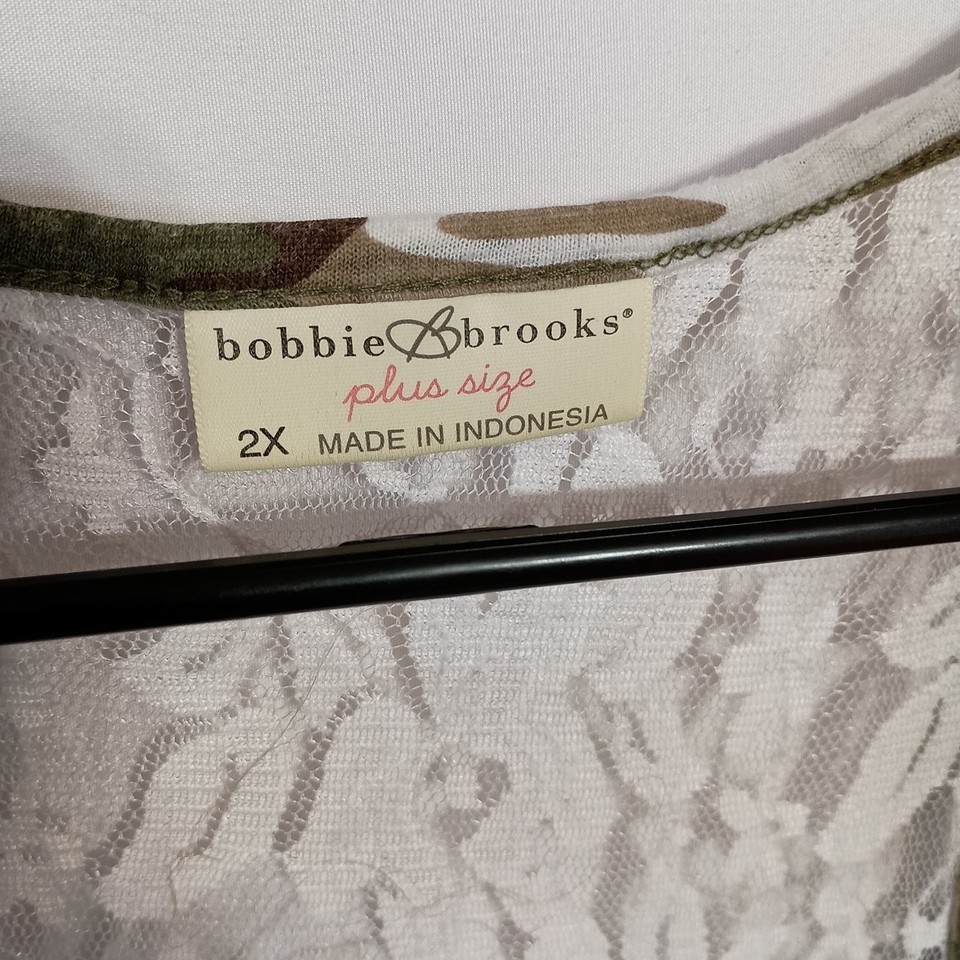 bobbie B brooks®
plus size
2X MADE IN INDONESIA